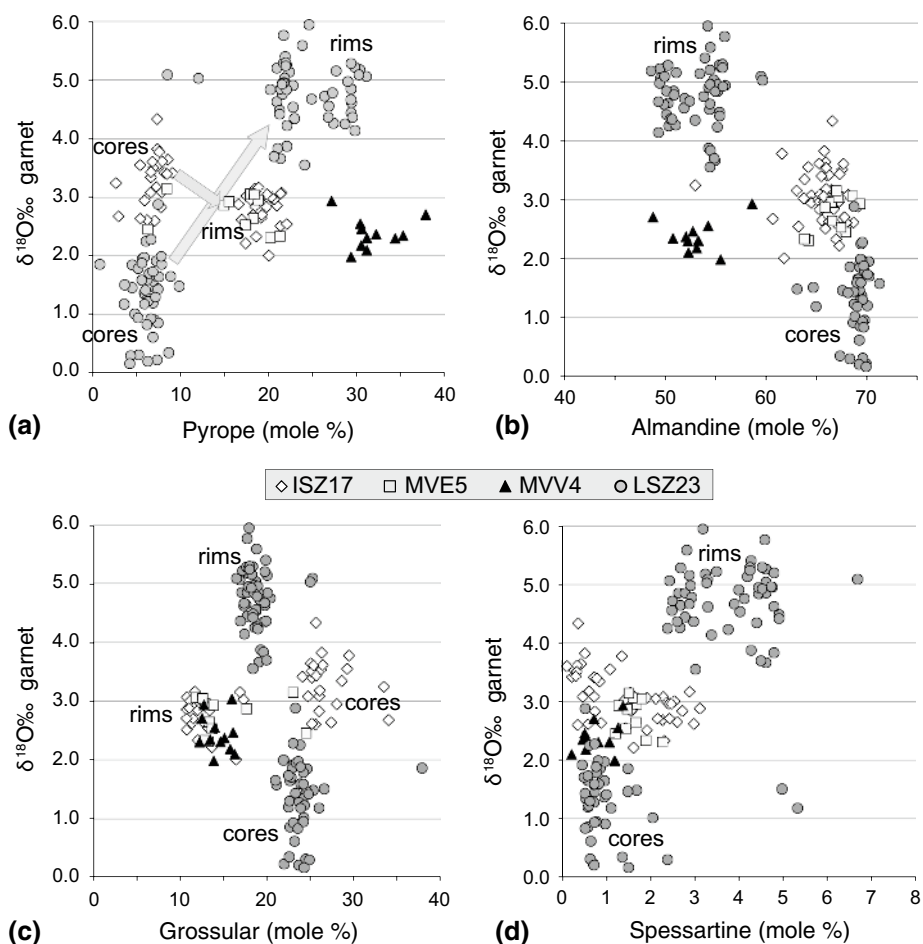 6.0
5.0
4.0
3.0
2.0
1.0
0.0
δ18O‰ garnet
rims
cores
rims
cores
0 10 20 30 40
(a) Pyrope (mole %)
6.0
5.0
4.0
3.0
2.0
1.0
0.0
δ18O‰ garnet
rims
cores
40 50 60 70
(b) Almandine (mole %)
ISZ17 MVE5 MVV4 LSZ23
6.0
5.0
4.0
3.0
2.0
1.0
0.0
δ18O‰ garnet
rims
rims
cores
cores
0 10 20 30 40
(c) Grossular (mole %)
6.0
5.0
4.0
3.0
2.0
1.0
0.0
δ18O‰ garnet
rims
cores
0 1 2 3 4 5 6 7 8
(d) Spessartine (mole %)